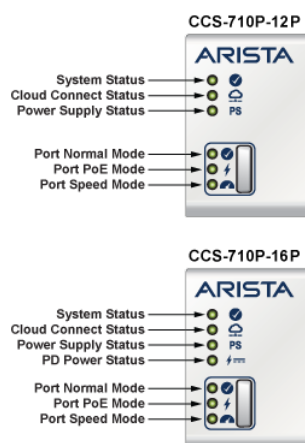 CCS-710P-12P
ARISTA
System Status
Cloud Connect Status
Power Supply Status PS
Port Normal Mode
Port PoE Mode
Port Speed Mode
CCS-710P-16P
ARISTA
System Status
Cloud Connect Status
Power Supply Status PS
PD Power Status
Port Normal Mode
Port PoE Mode
Port Speed Mode